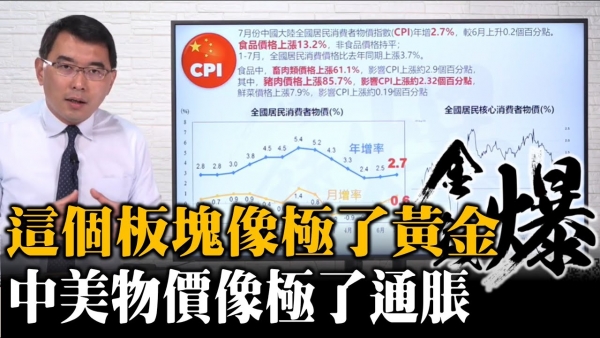 7月份中國大陸全國居民消費者物價指數(CPI)年增2.7%，較6月上升0.2個百分點。
食品價格上漲13.2%，非食品價格持平；
1-7月，全國居民消費價格比去年同期上漲3.7%。
食品中，畜肉類價格上漲61.1%，影響CPI上漲約2.9個百分點
其中，豬肉價格上漲85.7%，影響CPI上漲約2.32個百分點；
鮮菜價格上漲7.9%，影響CPI上漲約0.19個百分點
CPI
全國居民消費者物價(%)
全國居民核心消費者物價(%)
年增率
2.8 2.8 3.0 3.8 4.5 5.4 5.2 4.3 3.3 2.4 2.5 2.7
月增率
1.4 0.8 0.6
金
爆
這個板塊像極了黃金
中美物價像極了通脹